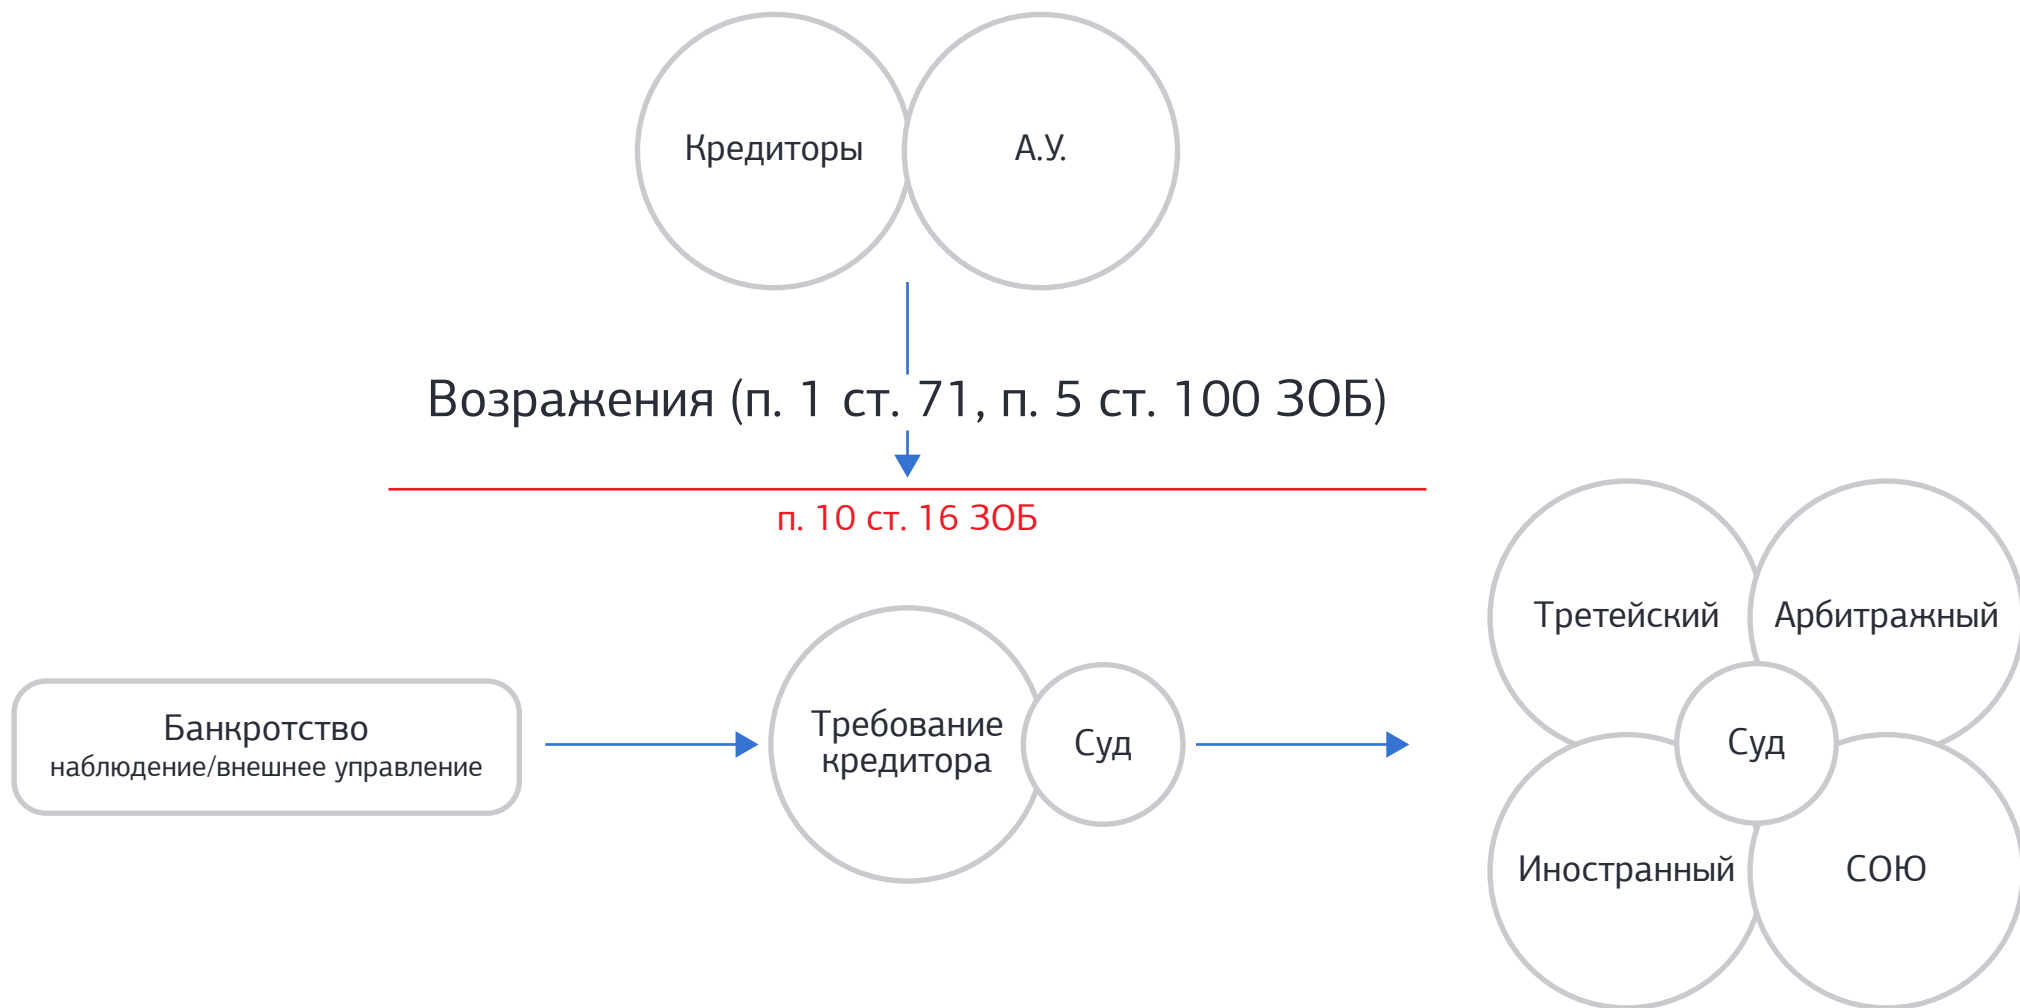 Кредиторы
А.У.
Возражения (п. 1 ст. 71, п. 5 ст. 100 ЗОБ)
п. 10 ст. 16 ЗОБ
Банкротство
наблюдение/внешнее управление
Требование
кредитора
Суд
Третейский
Арбитражный
Суд
Иностранный
СОЮ